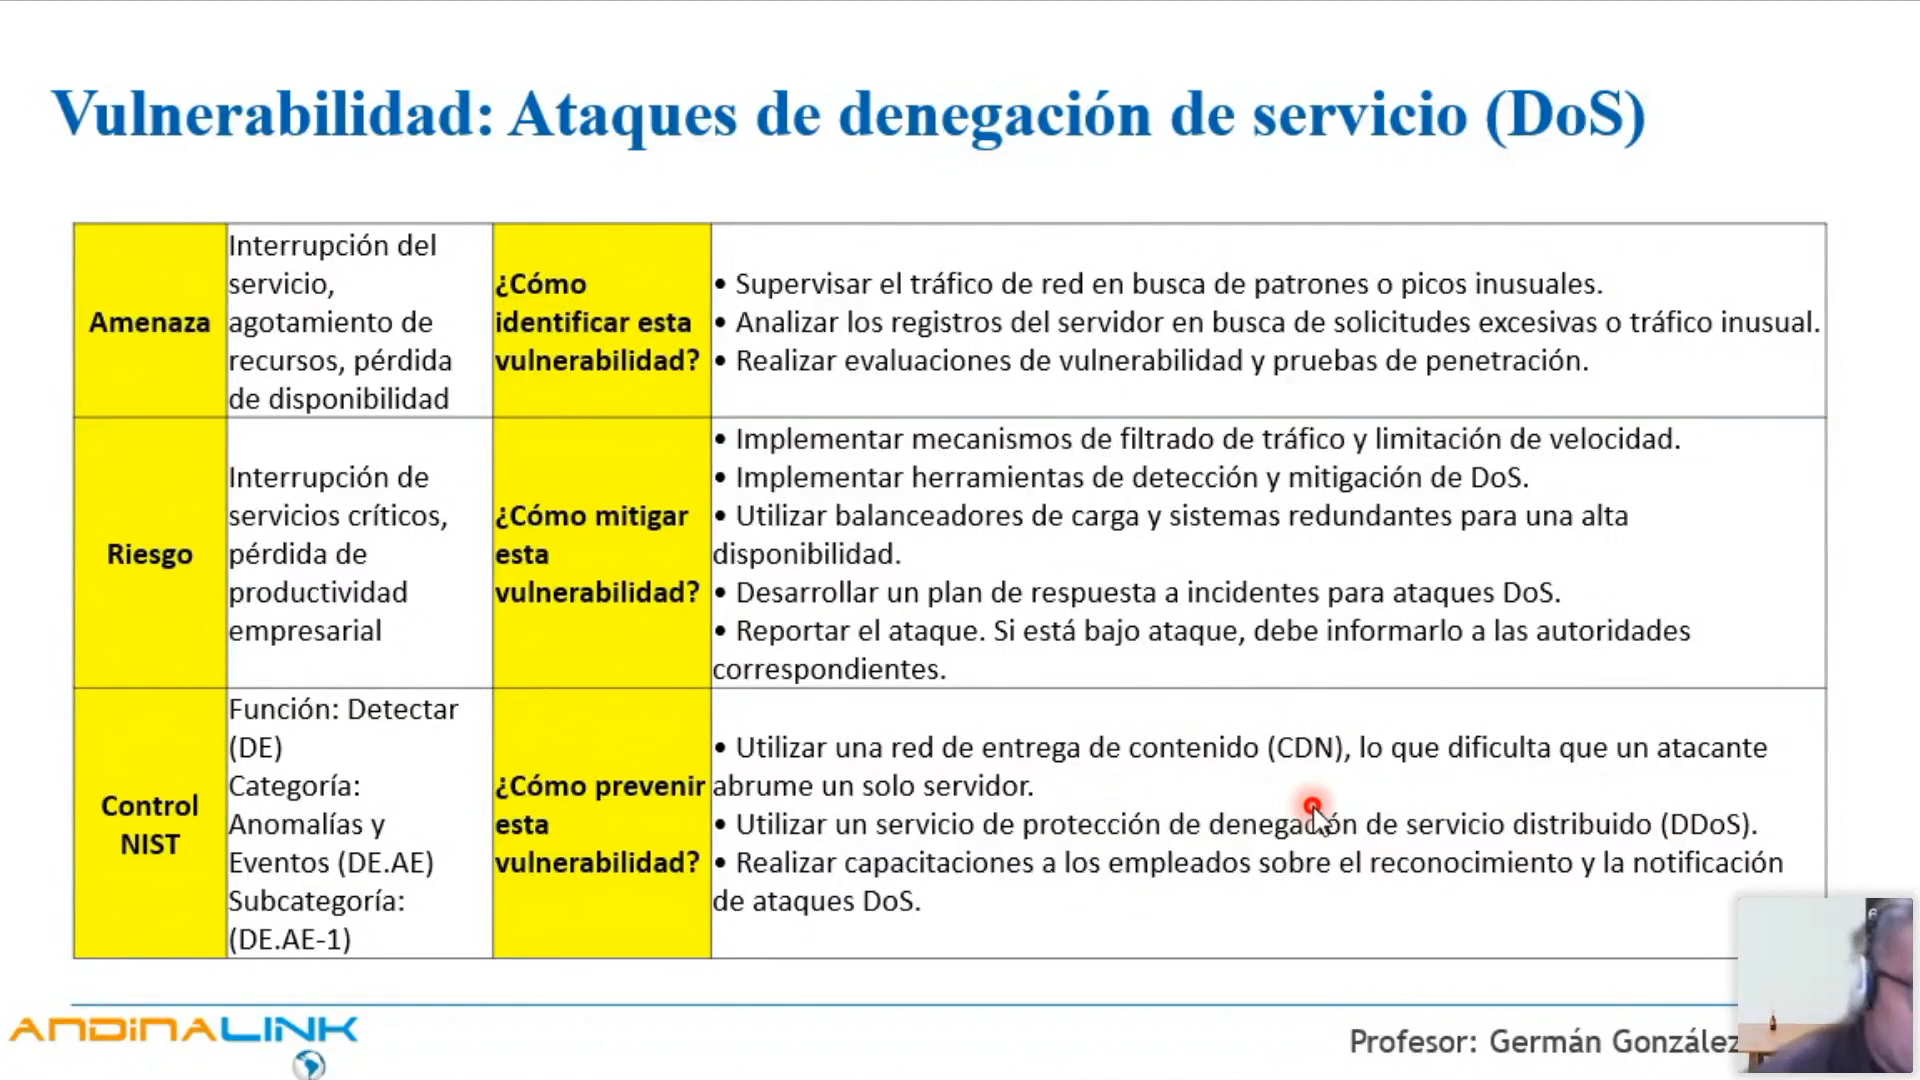 Vulnerabilidad: Ataques de denegación de servicio (DoS)
Amenaza
Interrupción del
servicio,
agotamiento de
recursos, pérdida
de disponibilidad
¿Cómo
identificar esta
vulnerabilidad?
• Supervisar el tráfico de red en busca de patrones o picos inusuales.
• Analizar los registros del servidor en busca de solicitudes excesivas o tráfico inusual.
• Realizar evaluaciones de vulnerabilidad y pruebas de penetración.
Riesgo
Interrupción de
servicios críticos,
pérdida de
productividad
empresarial
¿Cómo mitigar
esta
vulnerabilidad?
• Implementar mecanismos de filtrado de tráfico y limitación de velocidad.
• Implementar herramientas de detección y mitigación de DoS.
• Utilizar balanceadores de carga y sistemas redundantes para una alta
disponibilidad.
• Desarrollar un plan de respuesta a incidentes para ataques DoS.
• Reportar el ataque. Si está bajo ataque, debe informarlo a las autoridades
correspondientes.
Control
NIST
Función: Detectar
(DE)
Categoría:
Anomalías y
Eventos (DE.AE)
Subcategoría:
(DE.AE-1)
¿Cómo prevenir
esta
vulnerabilidad?
• Utilizar una red de entrega de contenido (CDN), lo que dificulta que un atacante
abrume un solo servidor.
• Utilizar un servicio de protección de denegación de servicio distribuido (DDoS).
• Realizar capacitaciones a los empleados sobre el reconocimiento y la notificación
de ataques DoS.
ANDINALINK
Profesor: Germán González